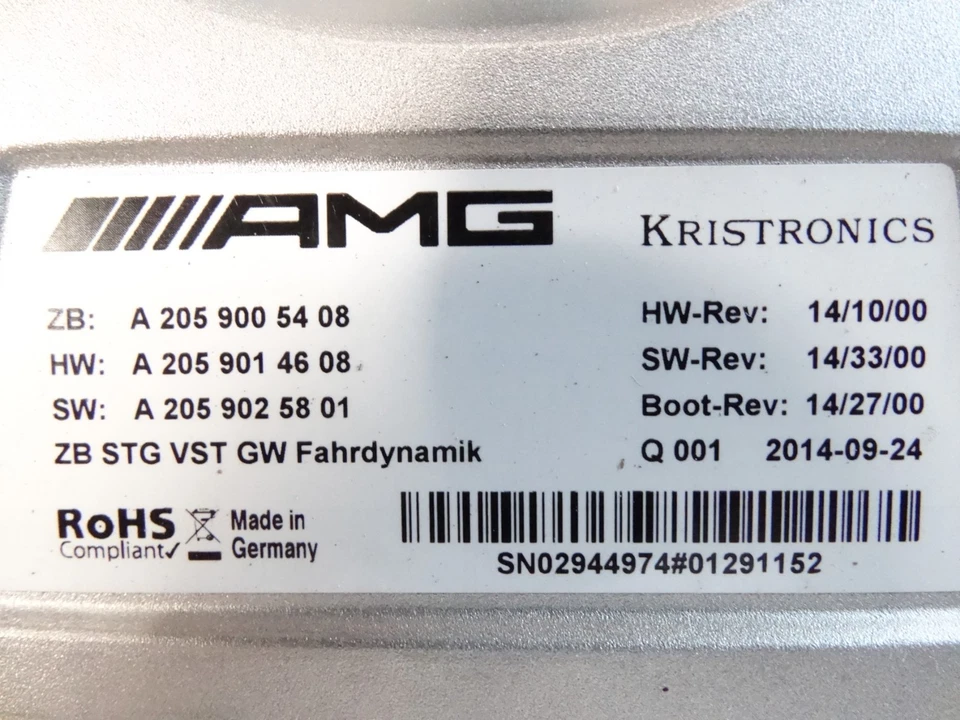 AMG KRISTRONICS
ZB: A 205 900 54 08 HW-Rev: 14/10/00
HW: A 205 901 46 08 SW-Rev: 14/33/00
SW: A 205 902 58 01 Boot-Rev: 14/27/00
ZB STG VST GW Fahrdynamik Q 001 2014-09-24
RoHS Made in
Compliant✓ Germany
SN02944974#01291152